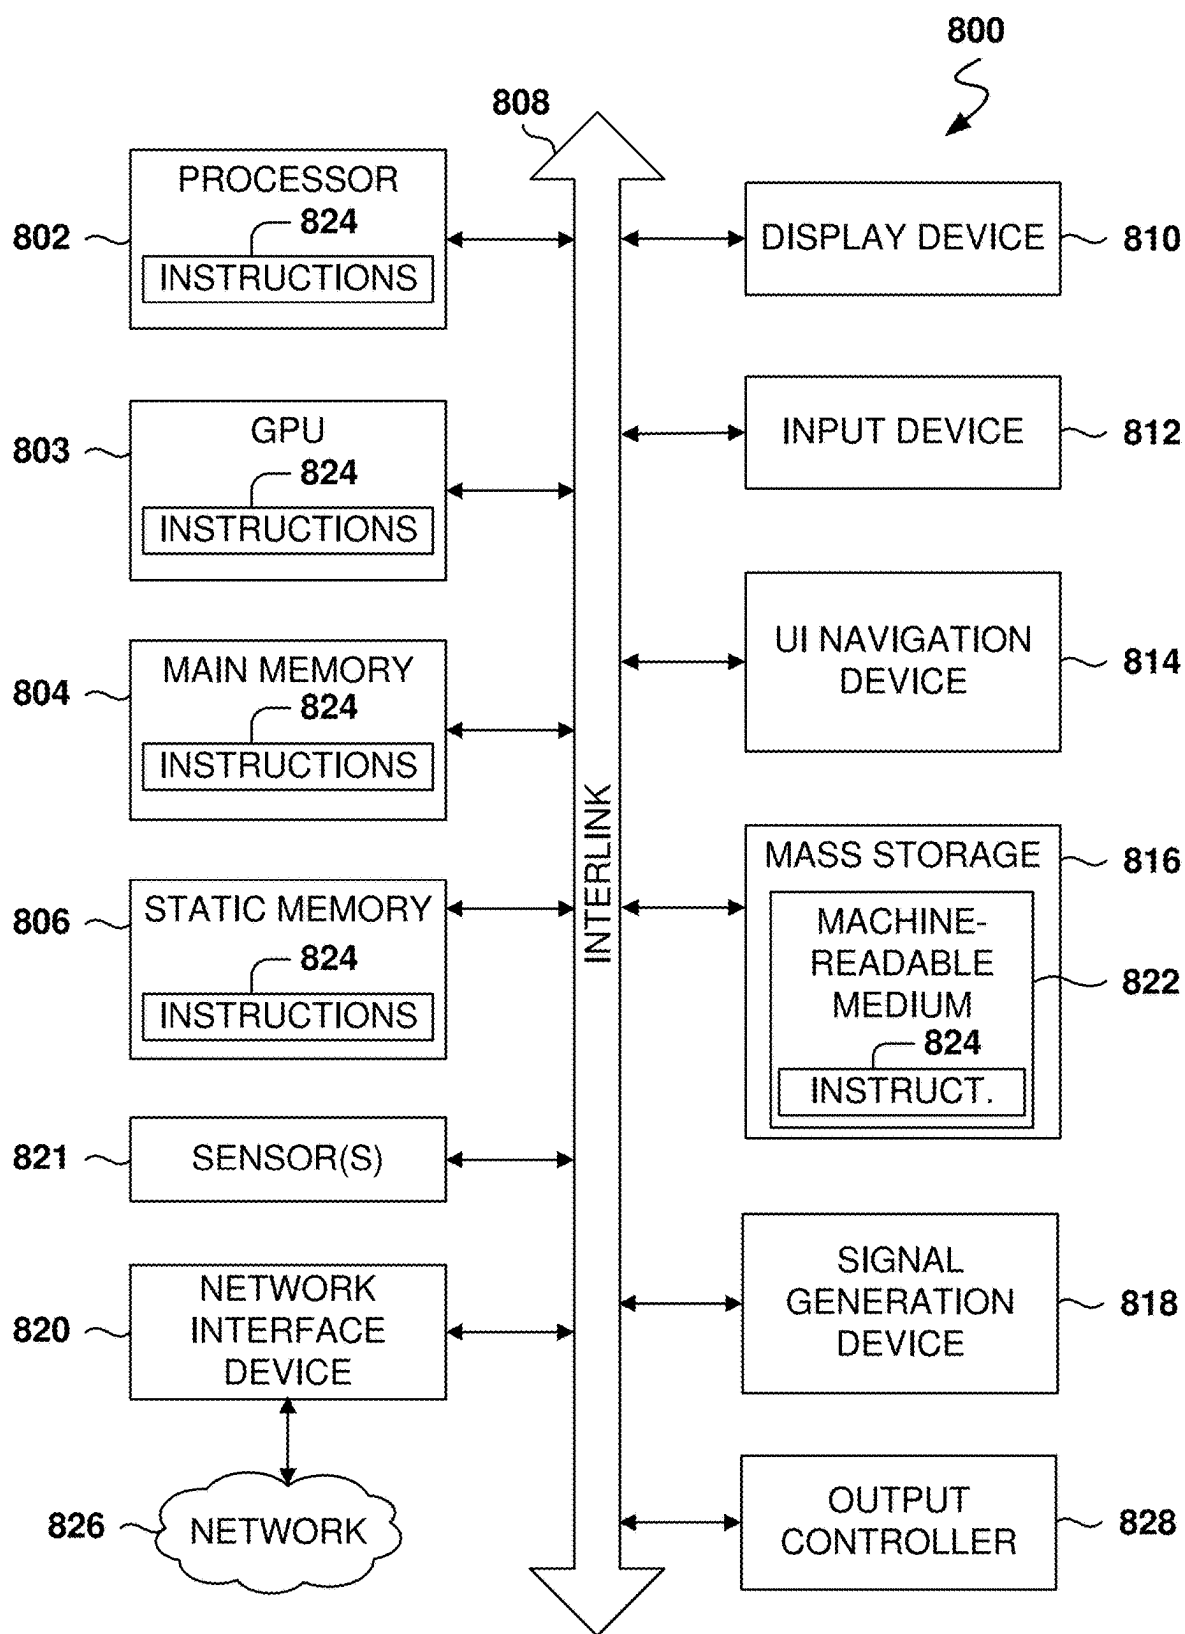 800
808
PROCESSOR
824
INSTRUCTIONS
802
GPU
824
INSTRUCTIONS
803
MAIN MEMORY
824
INSTRUCTIONS
804
STATIC MEMORY
824
INSTRUCTIONS
806
SENSOR(S)
821
NETWORK
INTERFACE
DEVICE
820
NETWORK
826
INTERLINK
DISPLAY DEVICE
810
INPUT DEVICE
812
UI NAVIGATION
DEVICE
814
MASS STORAGE
816
MACHINE-
READABLE
MEDIUM
822
824
INSTRUCT.
SIGNAL
GENERATION
DEVICE
818
OUTPUT
CONTROLLER
828